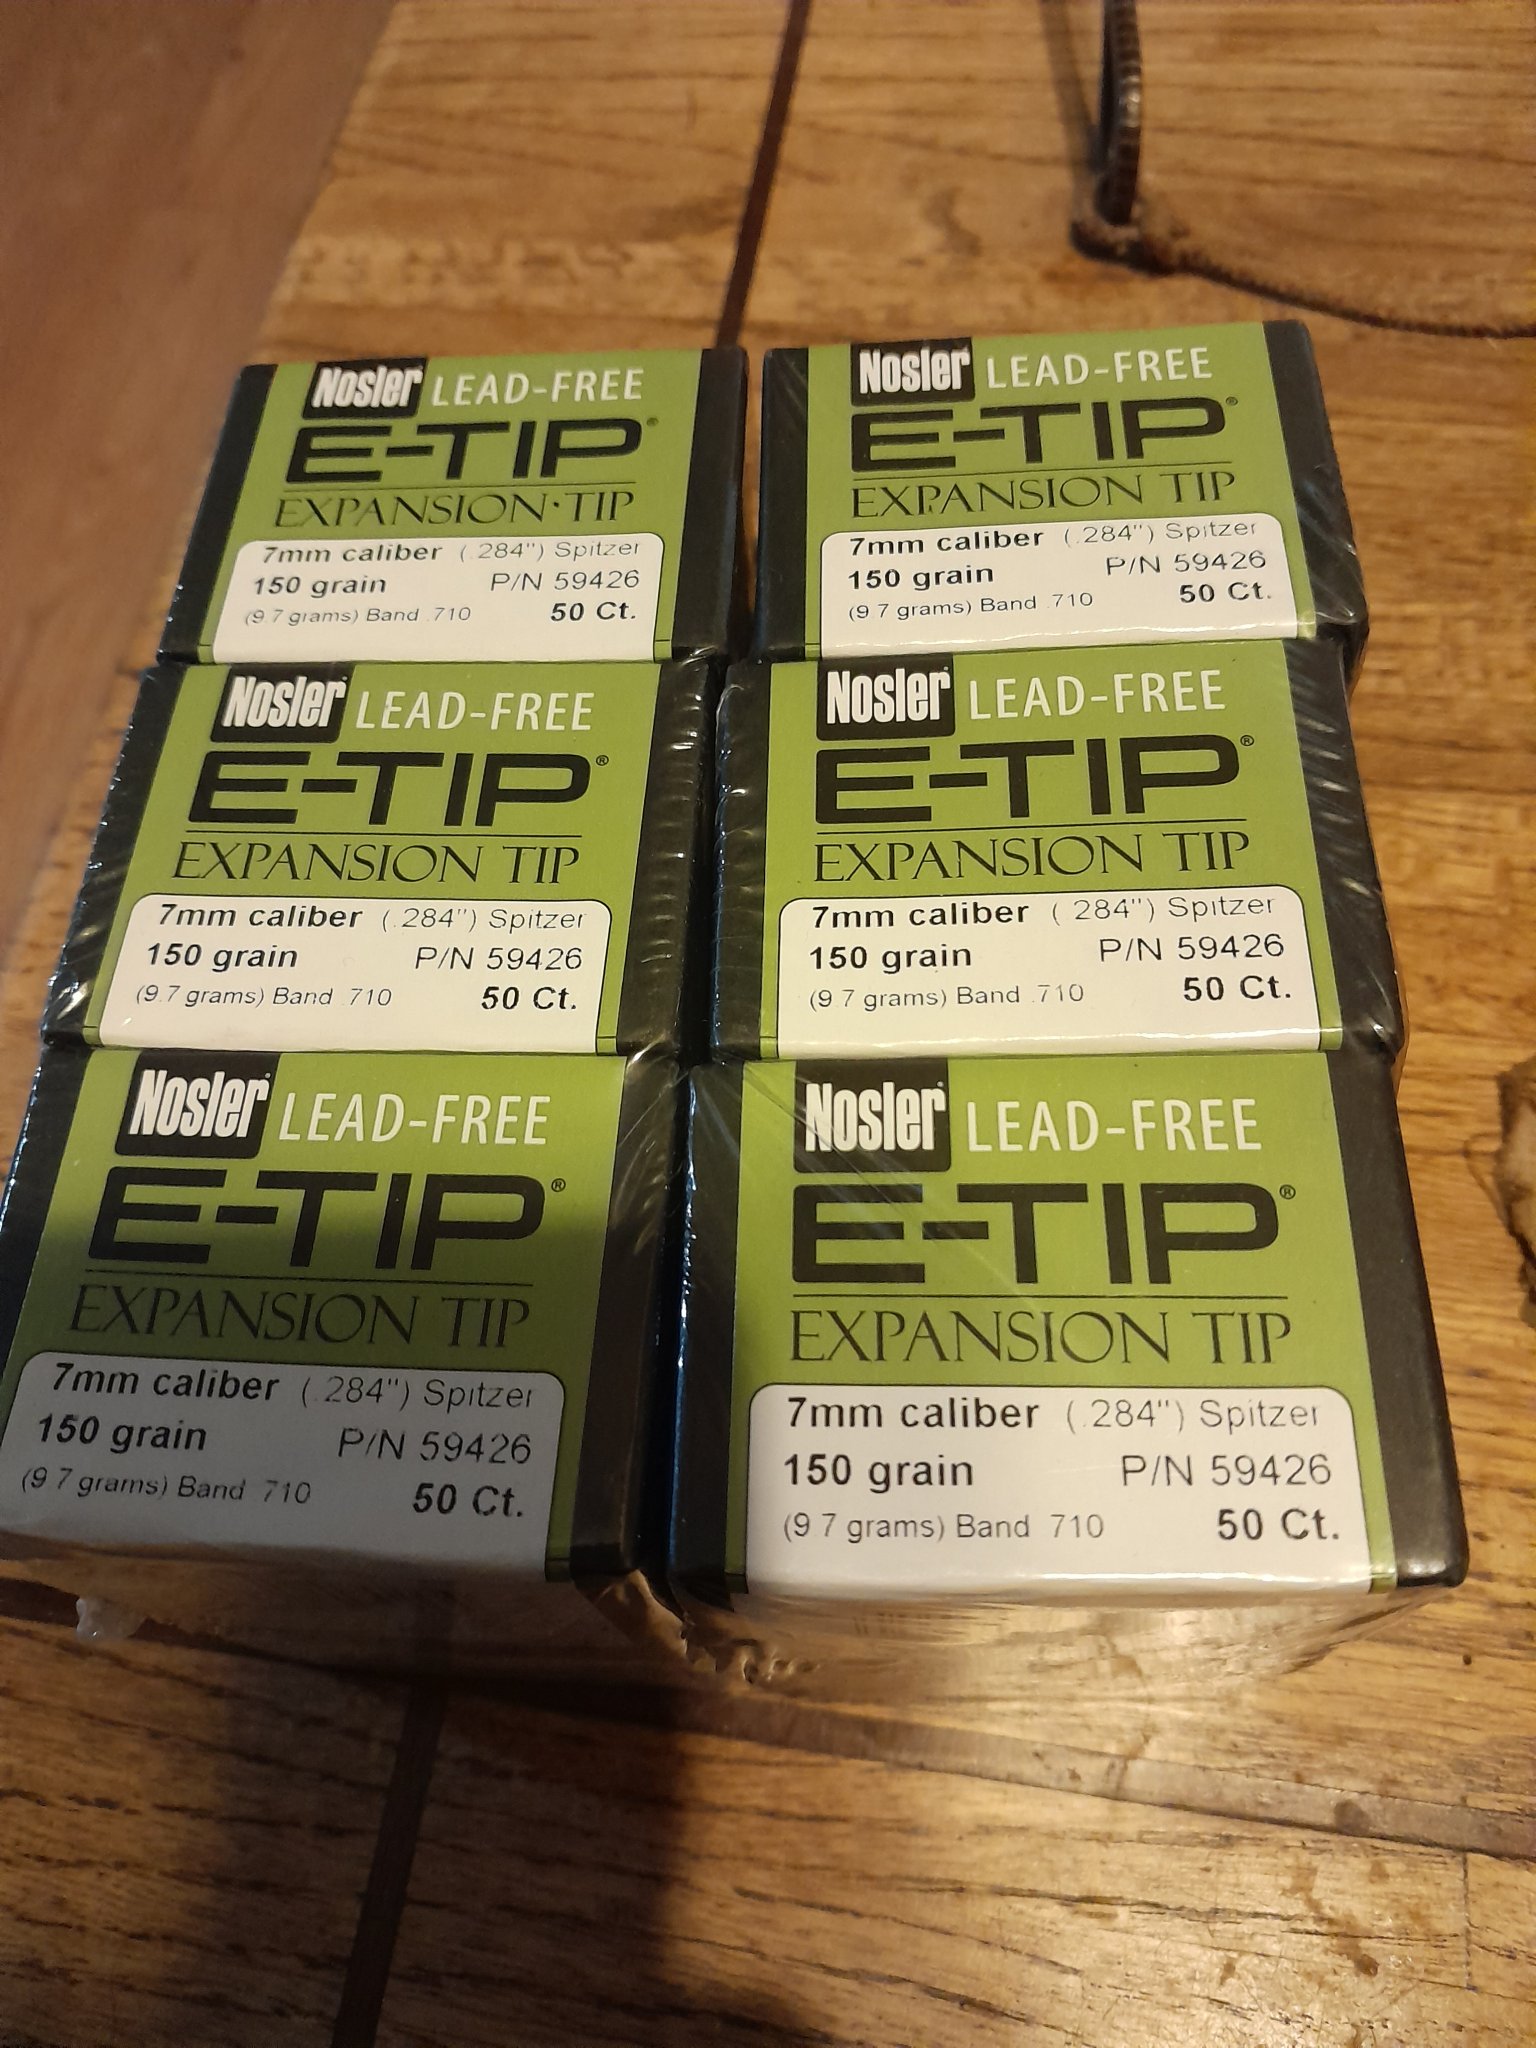 Nosler LEAD-FREE
E-TIP®
EXPANSION TIP
7mm caliber (.284") Spitzer
150 grain P/N 59426
(9.7 grams) Band .710 50 Ct.
Nosler LEAD-FREE
E-TIP®
EXPANSION TIP
7mm caliber (.284") Spitzer
150 grain P/N 59426
(9.7 grams) Band .710 50 Ct.
Nosler LEAD-FREE
E-TIP®
EXPANSION TIP
7mm caliber (.284") Spitzer
150 grain P/N 59426
(9.7 grams) Band .710 50 Ct.
Nosler LEAD-FREE
E-TIP®
EXPANSION TIP
7mm caliber (.284") Spitzer
150 grain P/N 59426
(9.7 grams) Band .710 50 Ct.
Nosler LEAD-FREE
E-TIP®
EXPANSION TIP
7mm caliber (.284") Spitzer
150 grain P/N 59426
(9.7 grams) Band .710 50 Ct.
Nosler LEAD-FREE
E-TIP®
EXPANSION TIP
7mm caliber (.284") Spitzer
150 grain P/N 59426
(9.7 grams) Band .710 50 Ct.